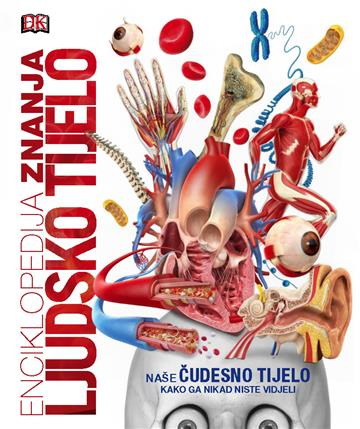 DK
ENCIKLOPEDIJA ZNANJA
LJUDSKO TIJELO
NAŠE ČUDESNO TIJELO
KAKO GA NIKAD NISTE VIDJELI